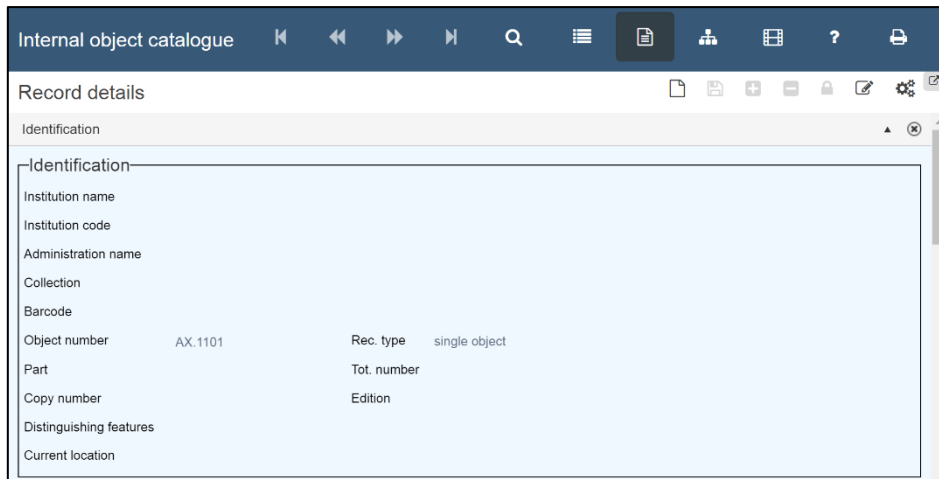 Internal object catalogue ?
Record details
Identification
Identification
Institution name
Institution code
Administration name
Collection
Barcode
Object number AX.1101 Rec. type single object
Part Tot. number
Copy number Edition
Distinguishing features
Current location